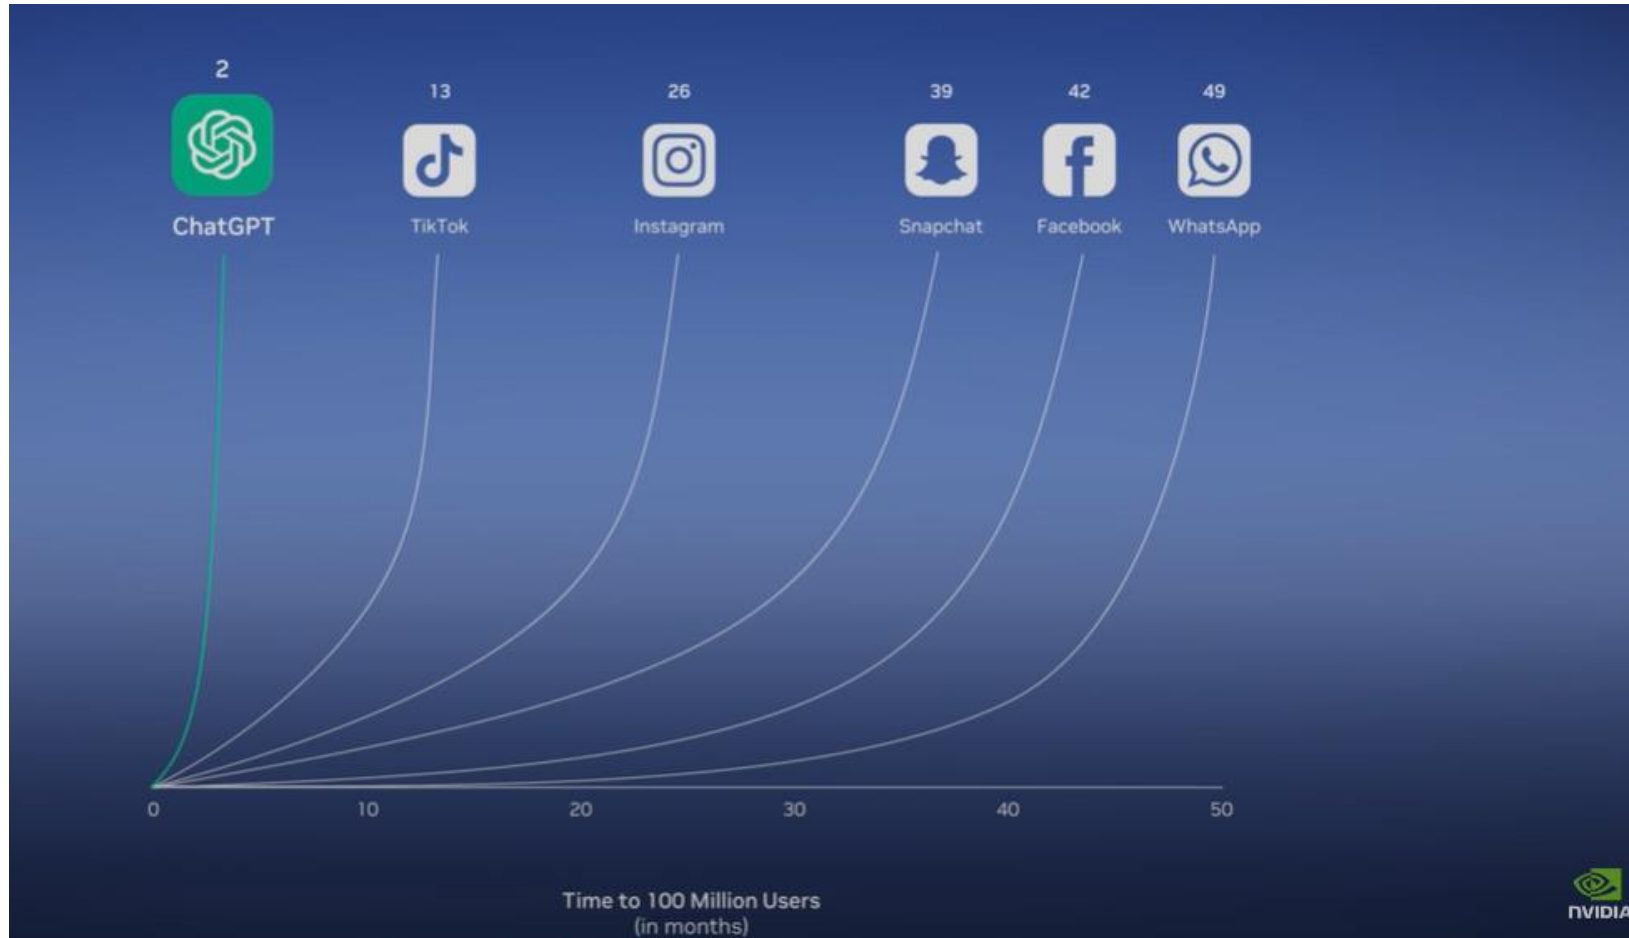 2
13
26
39
42
49
ChatGPT
TikTok
Instagram
Snapchat
Facebook
WhatsApp
0
10
20
30
40
50
Time to 100 Million Users
(in months)
NVIDIA